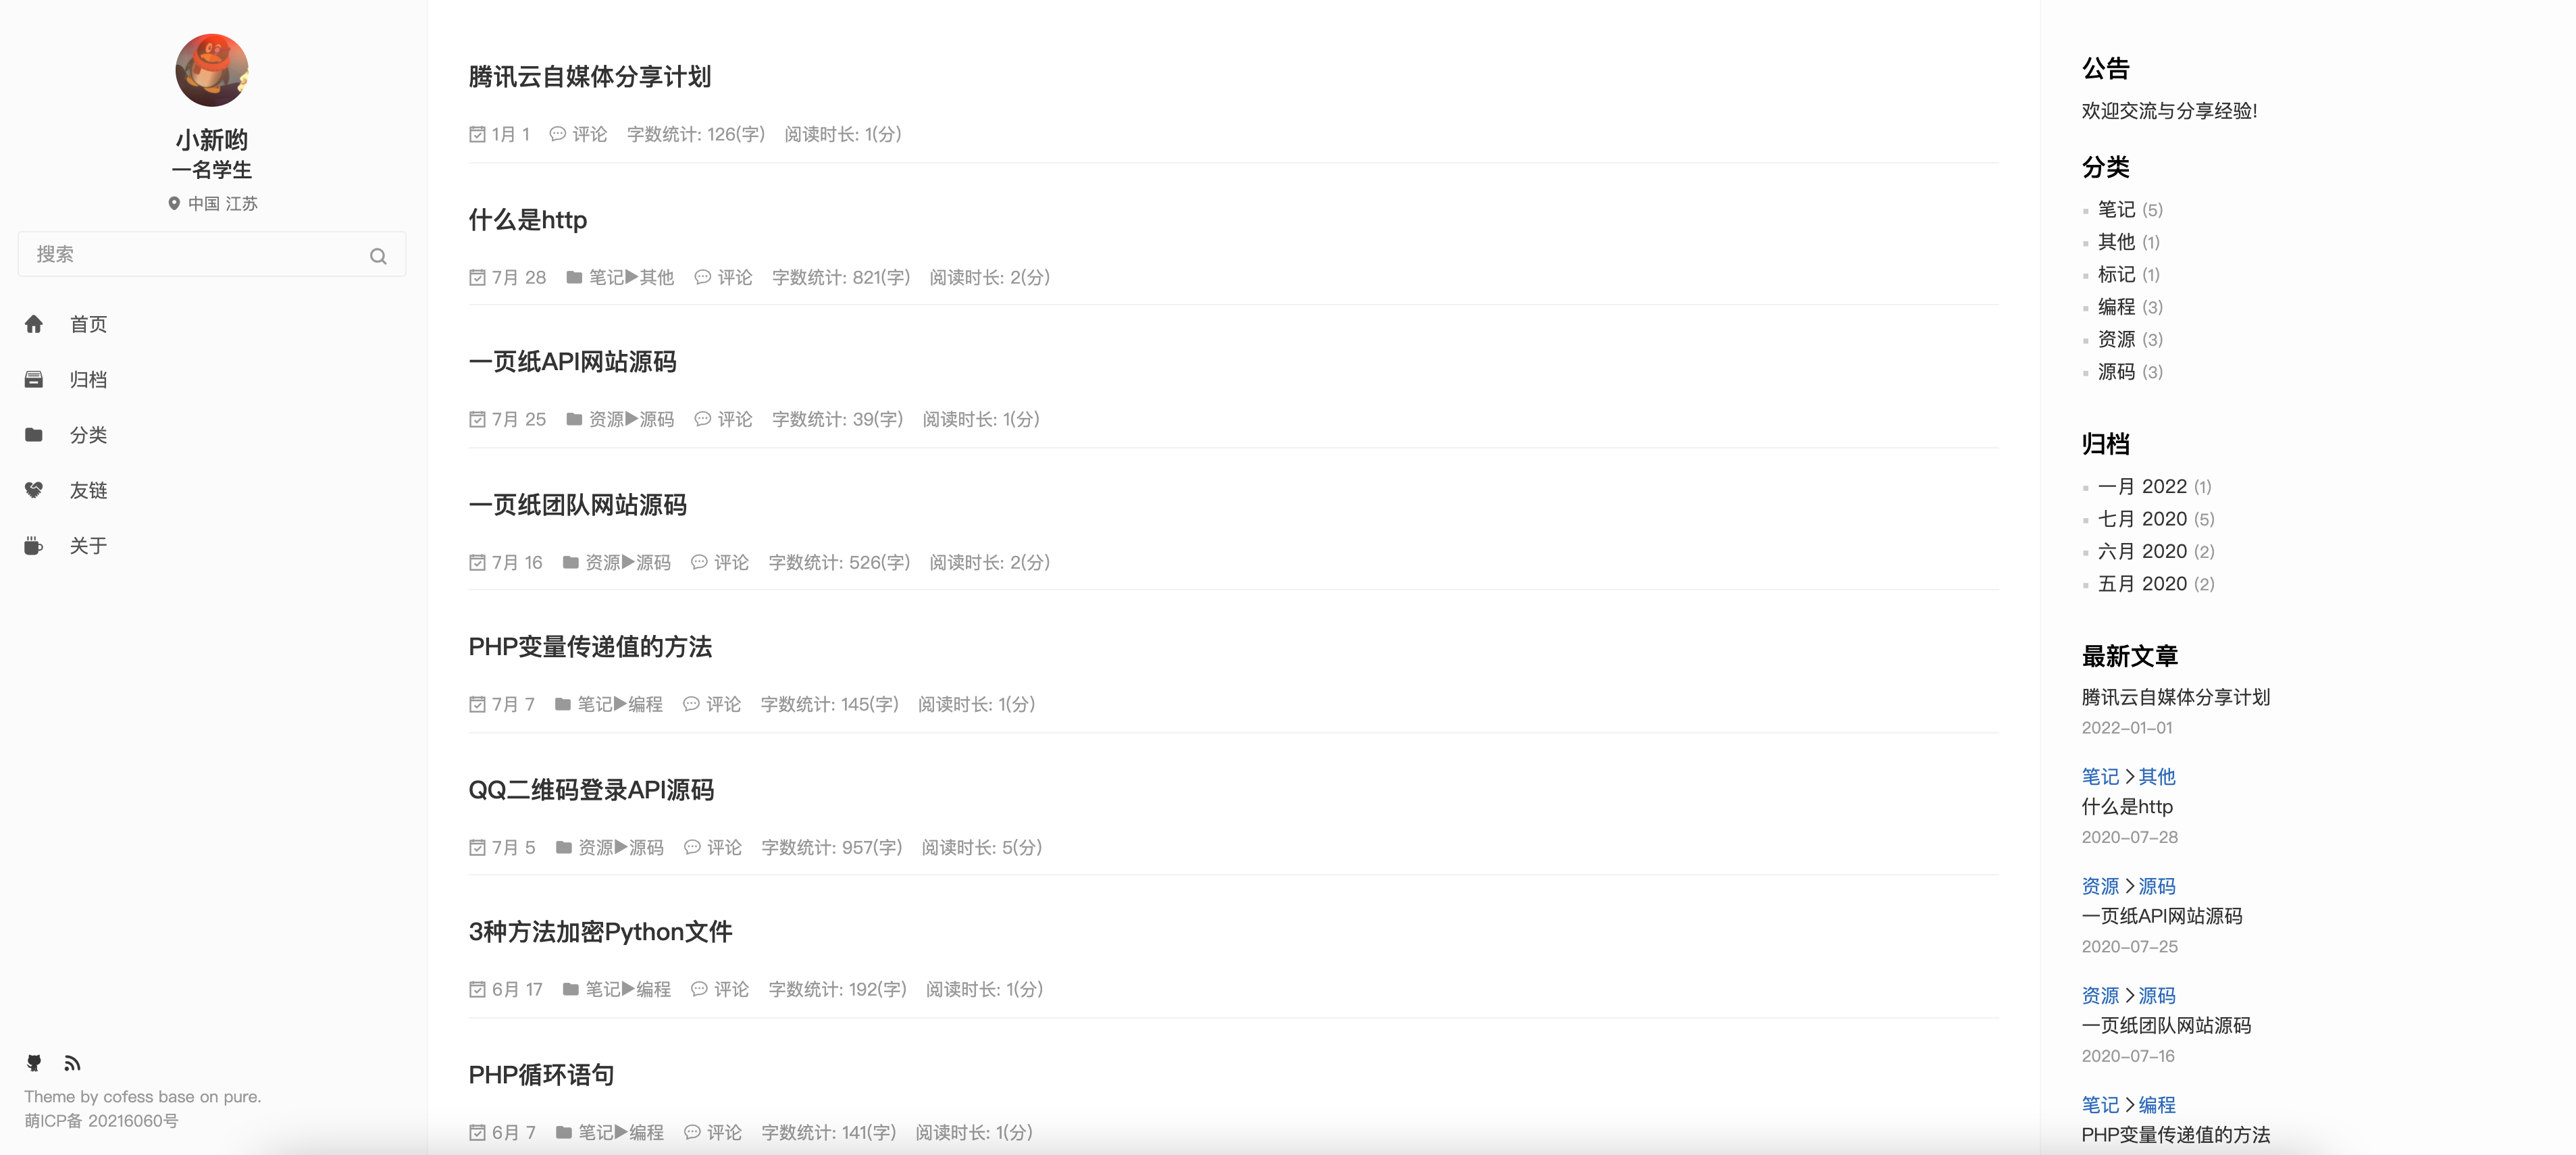 小新哟
一名学生
中国 江苏
搜索
首页
归档
分类
友链
关于
Theme by cofess base on pure.
萌ICP备 20216060号
腾讯云自媒体分享计划
1月 1 评论 字数统计: 126(字) 阅读时长: 1(分)
什么是http
7月 28 笔记▶其他 评论 字数统计: 821(字) 阅读时长: 2(分)
一页纸API网站源码
7月 25 资源▶源码 评论 字数统计: 39(字) 阅读时长: 1(分)
一页纸团队网站源码
7月 16 资源▶源码 评论 字数统计: 526(字) 阅读时长: 2(分)
PHP变量传递值的方法
7月 7 笔记▶编程 评论 字数统计: 145(字) 阅读时长: 1(分)
QQ二维码登录API源码
7月 5 资源▶源码 评论 字数统计: 957(字) 阅读时长: 5(分)
3种方法加密Python文件
6月 17 笔记▶编程 评论 字数统计: 192(字) 阅读时长: 1(分)
PHP循环语句
6月 7 笔记▶编程 评论 字数统计: 141(字) 阅读时长: 1(分)
公告
欢迎交流与分享经验!
分类
笔记 (5)
其他 (1)
标记 (1)
编程 (3)
资源 (3)
源码 (3)
归档
一月 2022 (1)
七月 2020 (5)
六月 2020 (2)
五月 2020 (2)
最新文章
腾讯云自媒体分享计划
2022-01-01
笔记 > 其他
什么是http
2020-07-28
资源 > 源码
一页纸API网站源码
2020-07-25
资源 > 源码
一页纸团队网站源码
2020-07-16
笔记 > 编程
PHP变量传递值的方法